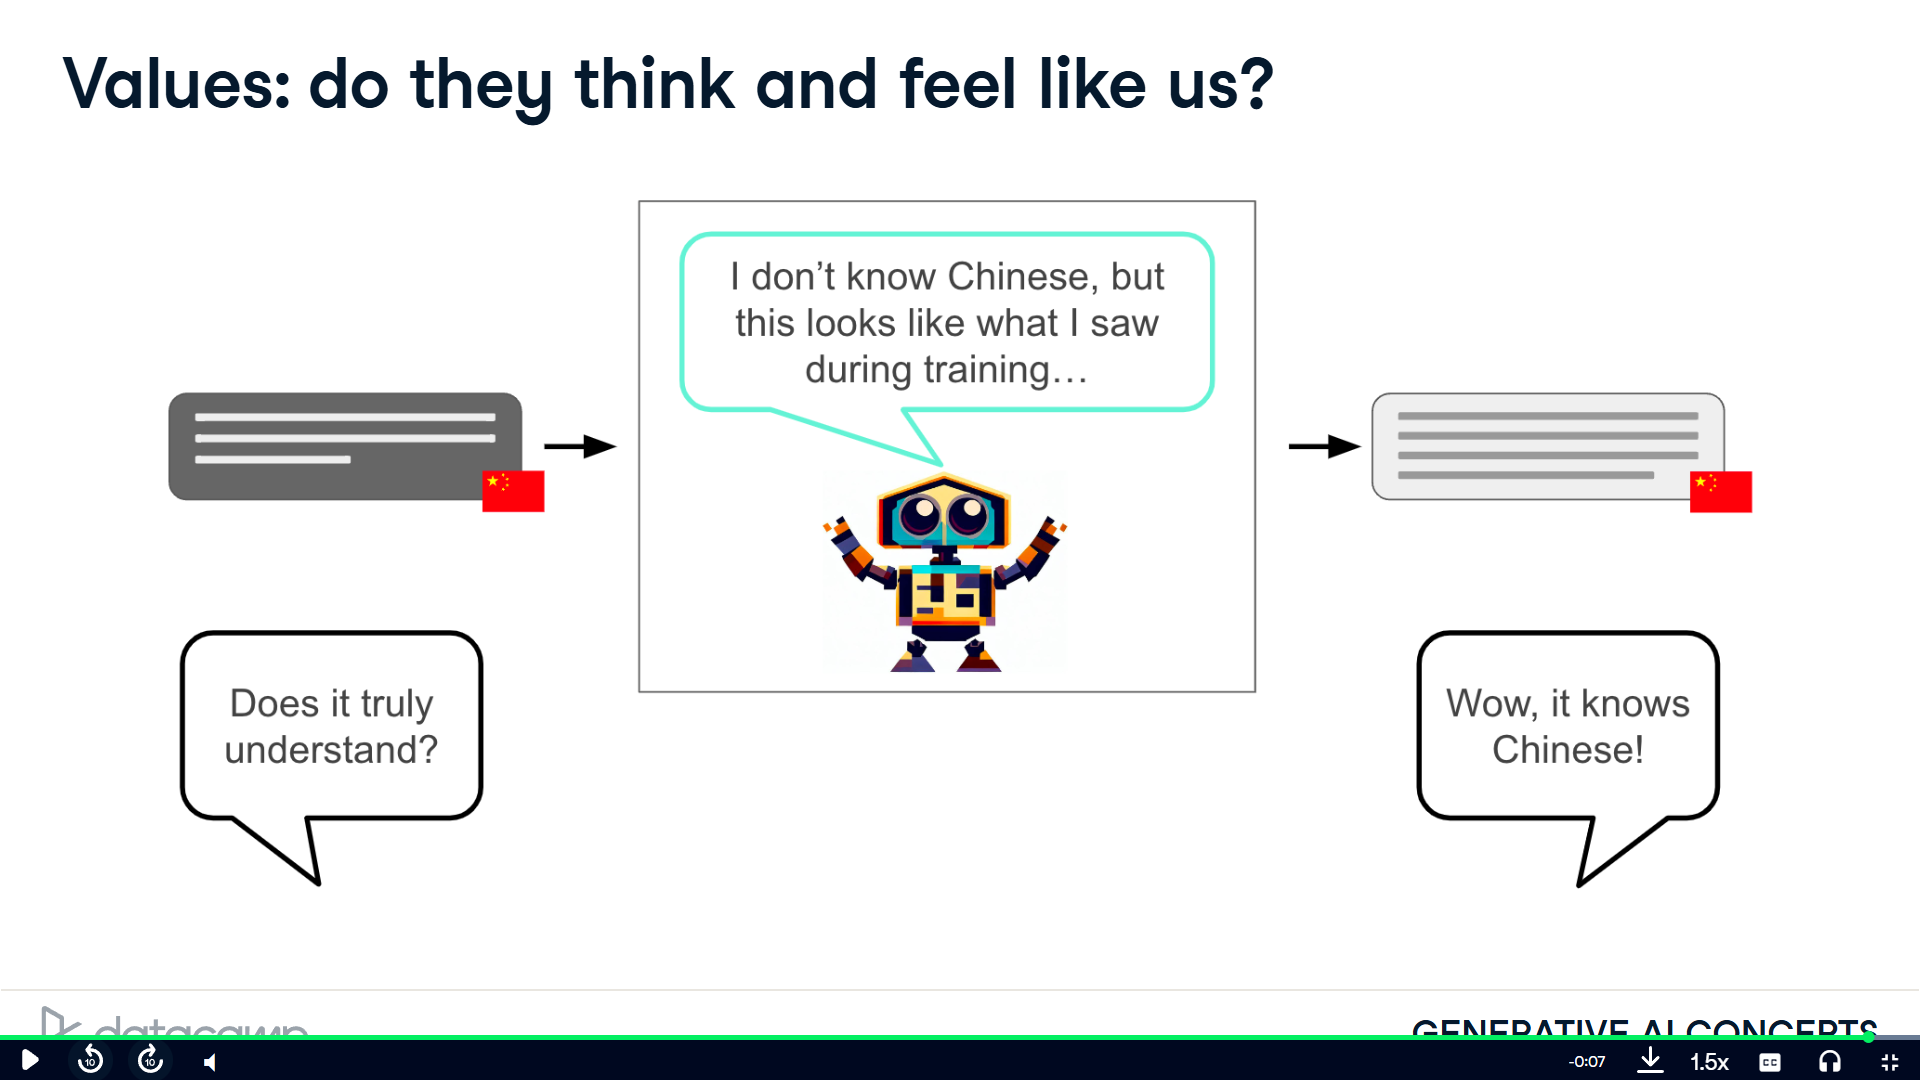 Values: do they think and feel like us?
I don’t know Chinese, but
this looks like what I saw
during training…
Does it truly
understand?
Wow, it knows
Chinese!
datacamp
GENERATIVE AI CONCEPTS
10
10
-0:07
1.5x
CC